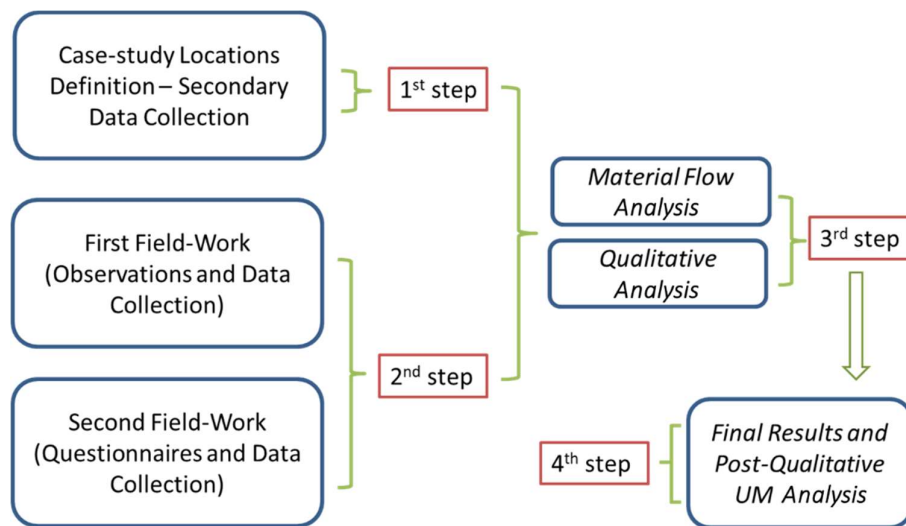 Case-study Locations
Definition – Secondary
Data Collection
1st step
First Field-Work
(Observations and Data
Collection)
Second Field-Work
(Questionnaires and Data
Collection)
2nd step
Material Flow
Analysis
Qualitative
Analysis
3rd step
4th step
Final Results and
Post-Qualitative
UM Analysis